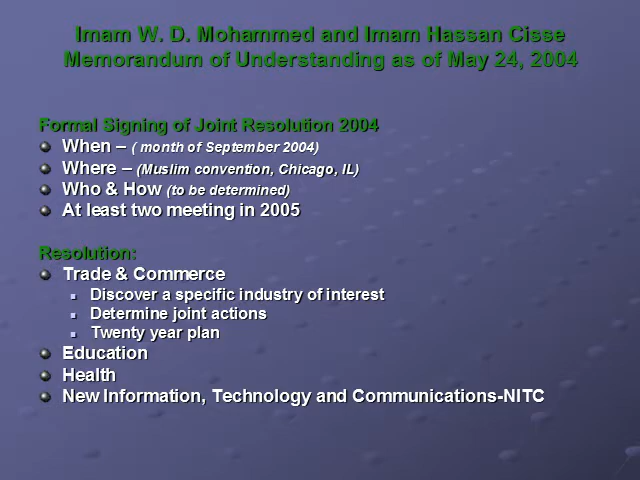 Imam W. D. Mohammed and Imam Hassan Cisse
Memorandum of Understanding as of May 24, 2004
Formal Signing of Joint Resolution 2004
When – ( month of September 2004)
Where – (Muslim convention, Chicago, IL)
Who & How (to be determined)
At least two meeting in 2005
Resolution:
Trade & Commerce
Discover a specific industry of interest
Determine joint actions
Twenty year plan
Education
Health
New Information, Technology and Communications-NITC